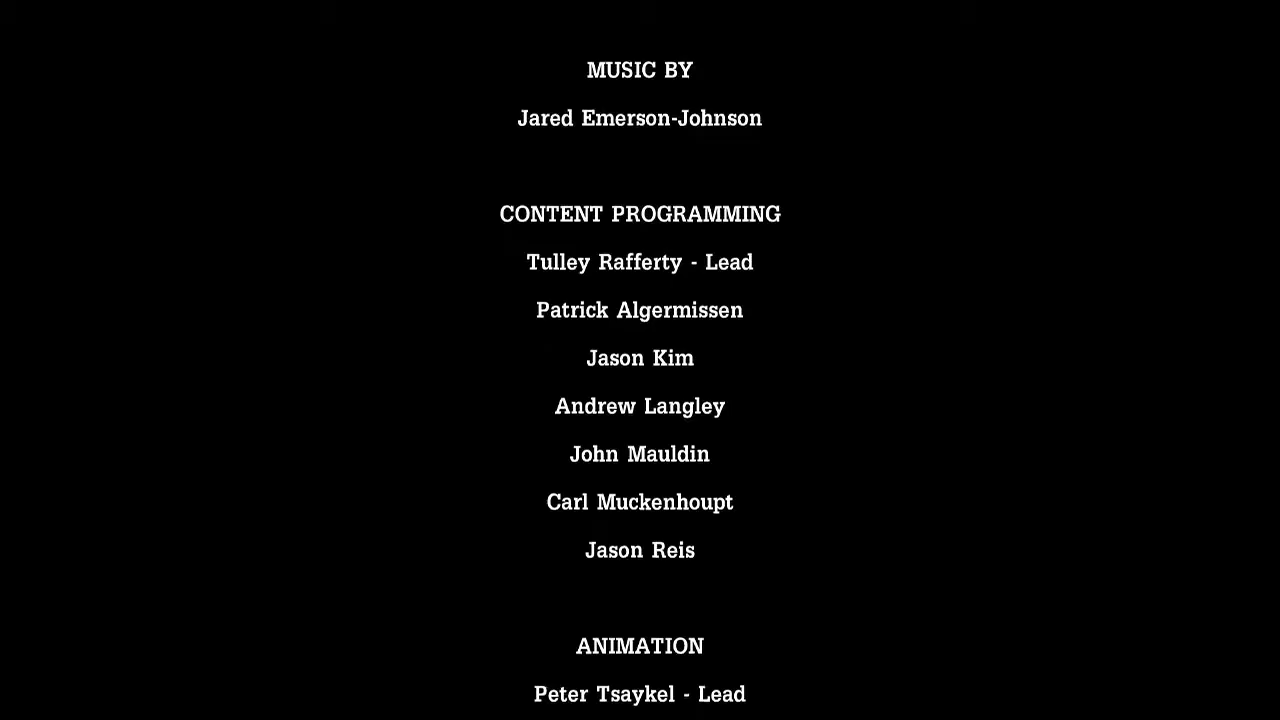 MUSIC BY
Jared Emerson-Johnson
CONTENT PROGRAMMING
Tulley Rafferty - Lead
Patrick Algermissen
Jason Kim
Andrew Langley
John Mauldin
Carl Muckenhoupt
Jason Reis
ANIMATION
Peter Tsaykel - Lead